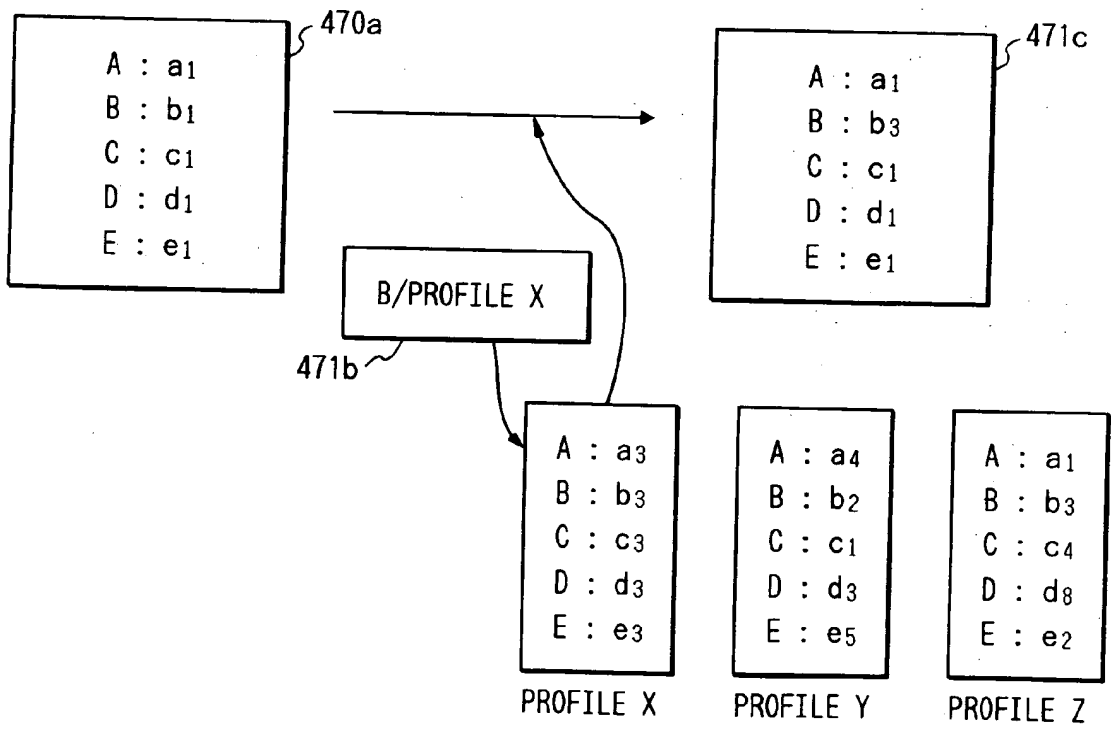 470a
A : a1
B : b1
C : c1
D : d1
E : e1
471c
A : a1
B : b3
C : c1
D : d1
E : e1
B/PROFILE X
471b
A : a3
B : b3
C : c3
D : d3
E : e3
PROFILE X
A : a4
B : b2
C : c1
D : d3
E : e5
PROFILE Y
A : a1
B : b3
C : c4
D : d8
E : e2
PROFILE Z